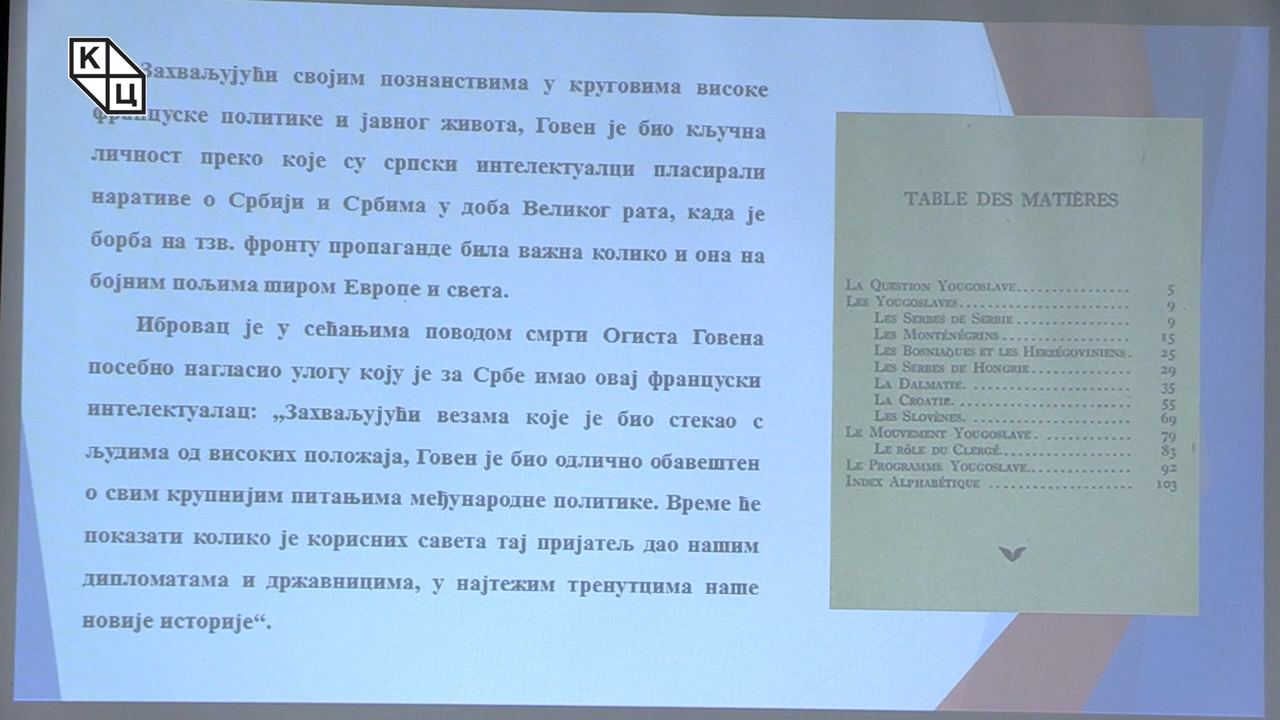 К
Ц
Захваљујући својим познанствима у круговима високе
француске политике и јавног живота, Говен је био кључна
личност преко које су српски интелектуалци пласирали
наративе о Србији и Србима у доба Великог рата, када је
борба на тзв. фронту пропаганде била важна колико и она на
бојним пољима широм Европе и света.
Ибровац је у сећањима поводом смрти Огиста Говена
посебно нагласио улогу коју је за Србе имао овај француски
интелектуалац: „Захваљујући везама које је био стекао с
људима од високих положаја, Говен је био одлично обавештен
о свим крупнијим питањима међународне политике. Време ће
показати колико је корисних савета тај пријатељ дао нашим
дипломатама и државницима, у најтежим тренутцима наше
новије историје“.
TABLE DES MATIÈRES
La Question Yougoslave................ 5
Les Yougoslaves........................ 9
Les Serbes de Serbie................ 9
Les Monténégrins................... 15
Les Bosniaques et les Herzégoviniens. 25
Les Serbes de Hongrie.............. 29
La Dalmatie........................ 35
La Croatie......................... 55
Les Slovènes....................... 69
Le Mouvement Yougoslave............. 79
Le rôle du Clergé.................. 83
Le Programme Yougoslave.............. 92
Index Alphabétique.................. 103